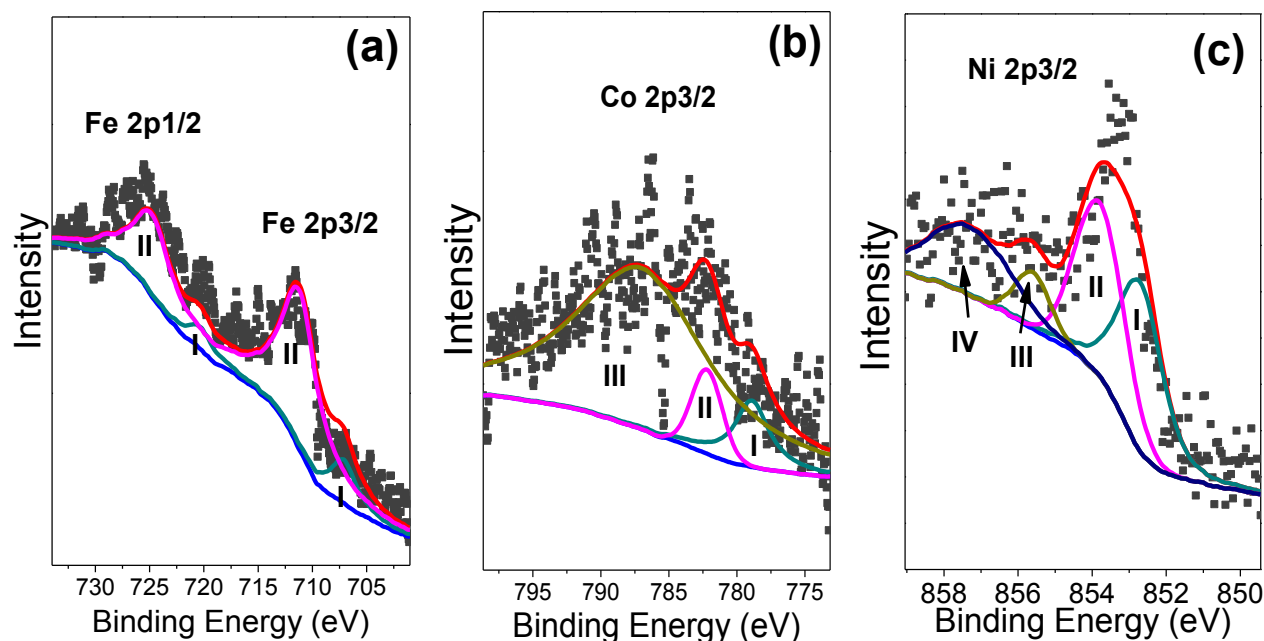 (a)
Fe 2p1/2
Fe 2p3/2
II
II
I
I
Intensity
730 725 720 715 710 705
Binding Energy (eV)
(b)
Co 2p3/2
III
II
I
Intensity
795 790 785 780 775
Binding Energy (eV)
(c)
Ni 2p3/2
II
I
IV
III
Intensity
858 856 854 852 850
Binding Energy (eV)